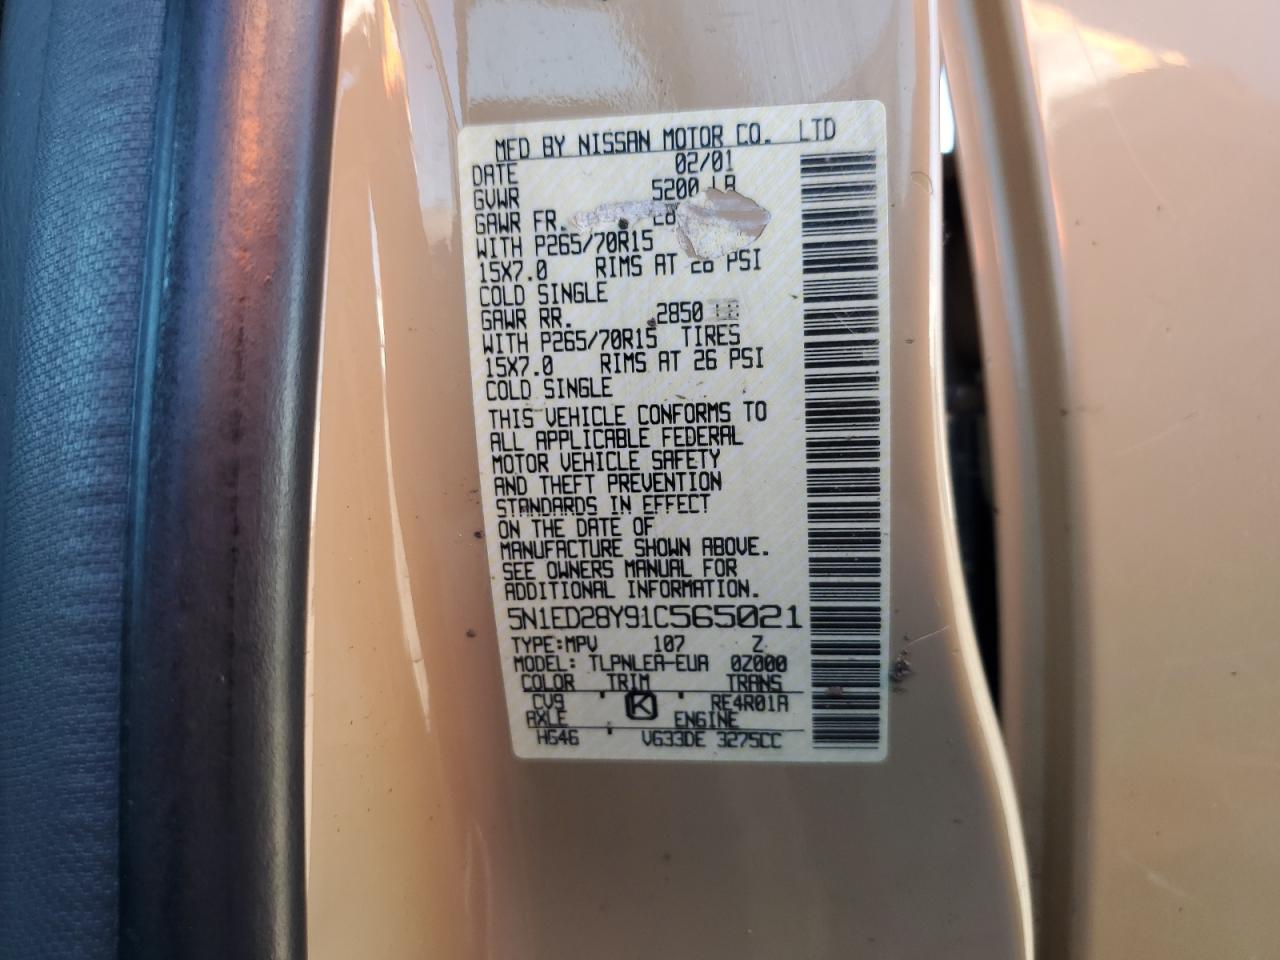 MFD BY NISSAN MOTOR CO. LTD
DATE 02/01
GVWR 5200 LB
GAWR FR. 28
WITH P265/70R15
15X7.0 RIMS AT 26 PSI
COLD SINGLE
GAWR RR. 2850 LB
WITH P265/70R15 TIRES
15X7.0 RIMS AT 26 PSI
COLD SINGLE
THIS VEHICLE CONFORMS TO
ALL APPLICABLE FEDERAL
MOTOR VEHICLE SAFETY
AND THEFT PREVENTION
STANDARDS IN EFFECT
ON THE DATE OF
MANUFACTURE SHOWN ABOVE.
SEE OWNERS MANUAL FOR
ADDITIONAL INFORMATION.
5N1ED28Y91C565021
TYPE:MPV 107 Z
MODEL: TLPNLEA-EUA 0Z000
COLOR TRIM TRANS
CV9 K RE4R01A
AXLE ENGINE
HG46 VG33DE 3275CC